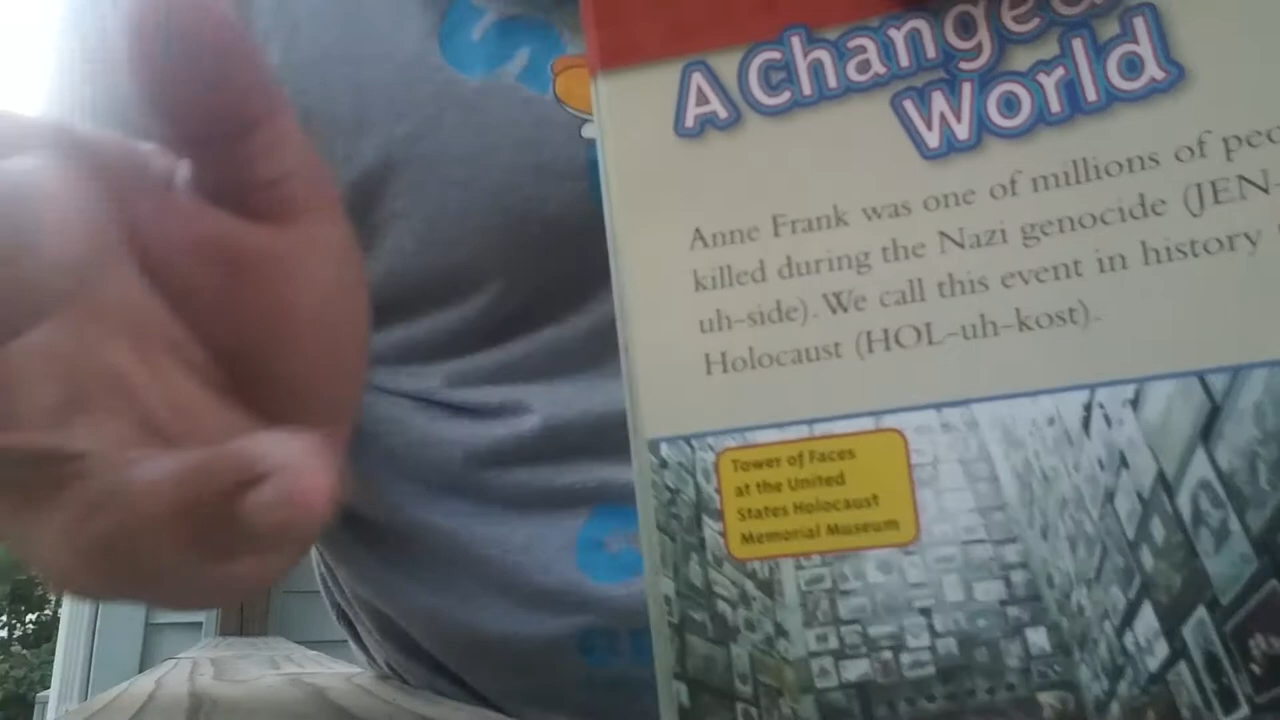 A Changed
World
Anne Frank was one of millions of
killed during the Nazi genocide (JEN-
uh-side). We call this event in history
Holocaust (HOL-uh-kost).
Tower of Faces
at the United
States Holocaust
Memorial Museum